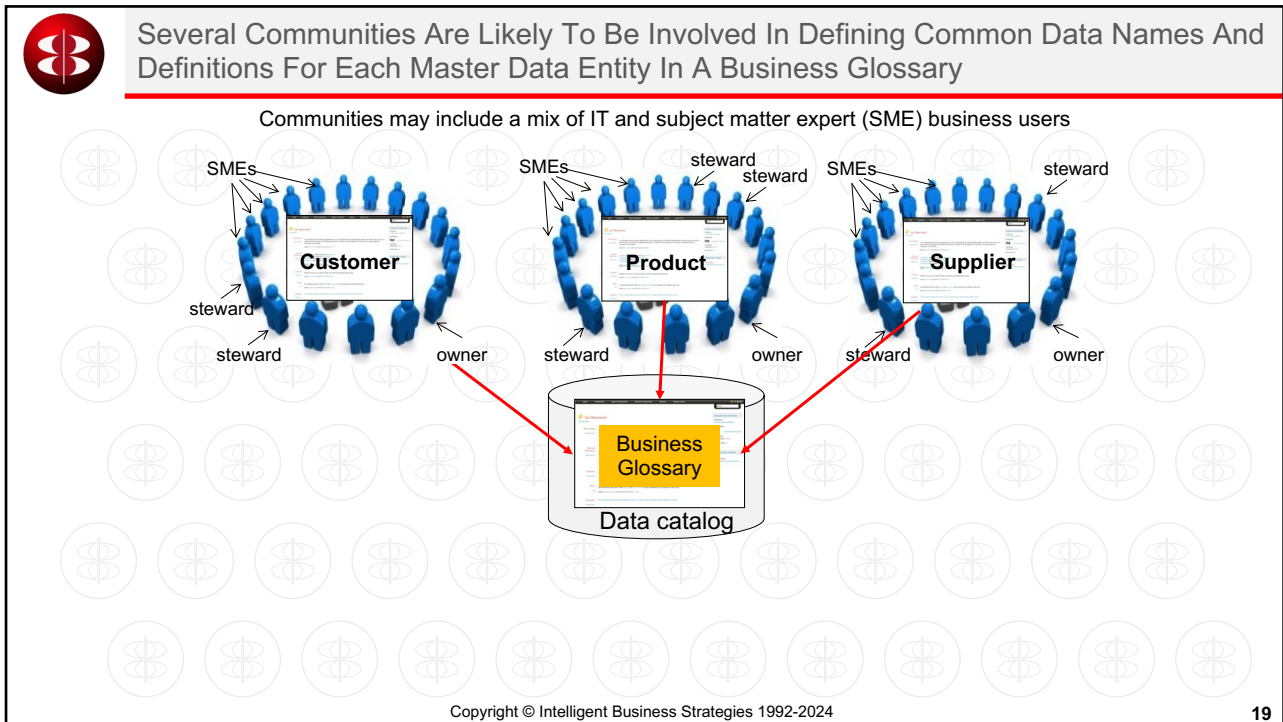 Several Communities Are Likely To Be Involved In Defining Common Data Names And
Definitions For Each Master Data Entity In A Business Glossary
Communities may include a mix of IT and subject matter expert (SME) business users
SMEs
Customer
steward
steward
owner
SMEs
steward
steward
Product
steward
owner
SMEs
steward
Supplier
steward
owner
Business
Glossary
Data catalog
Copyright © Intelligent Business Strategies 1992-2024
19